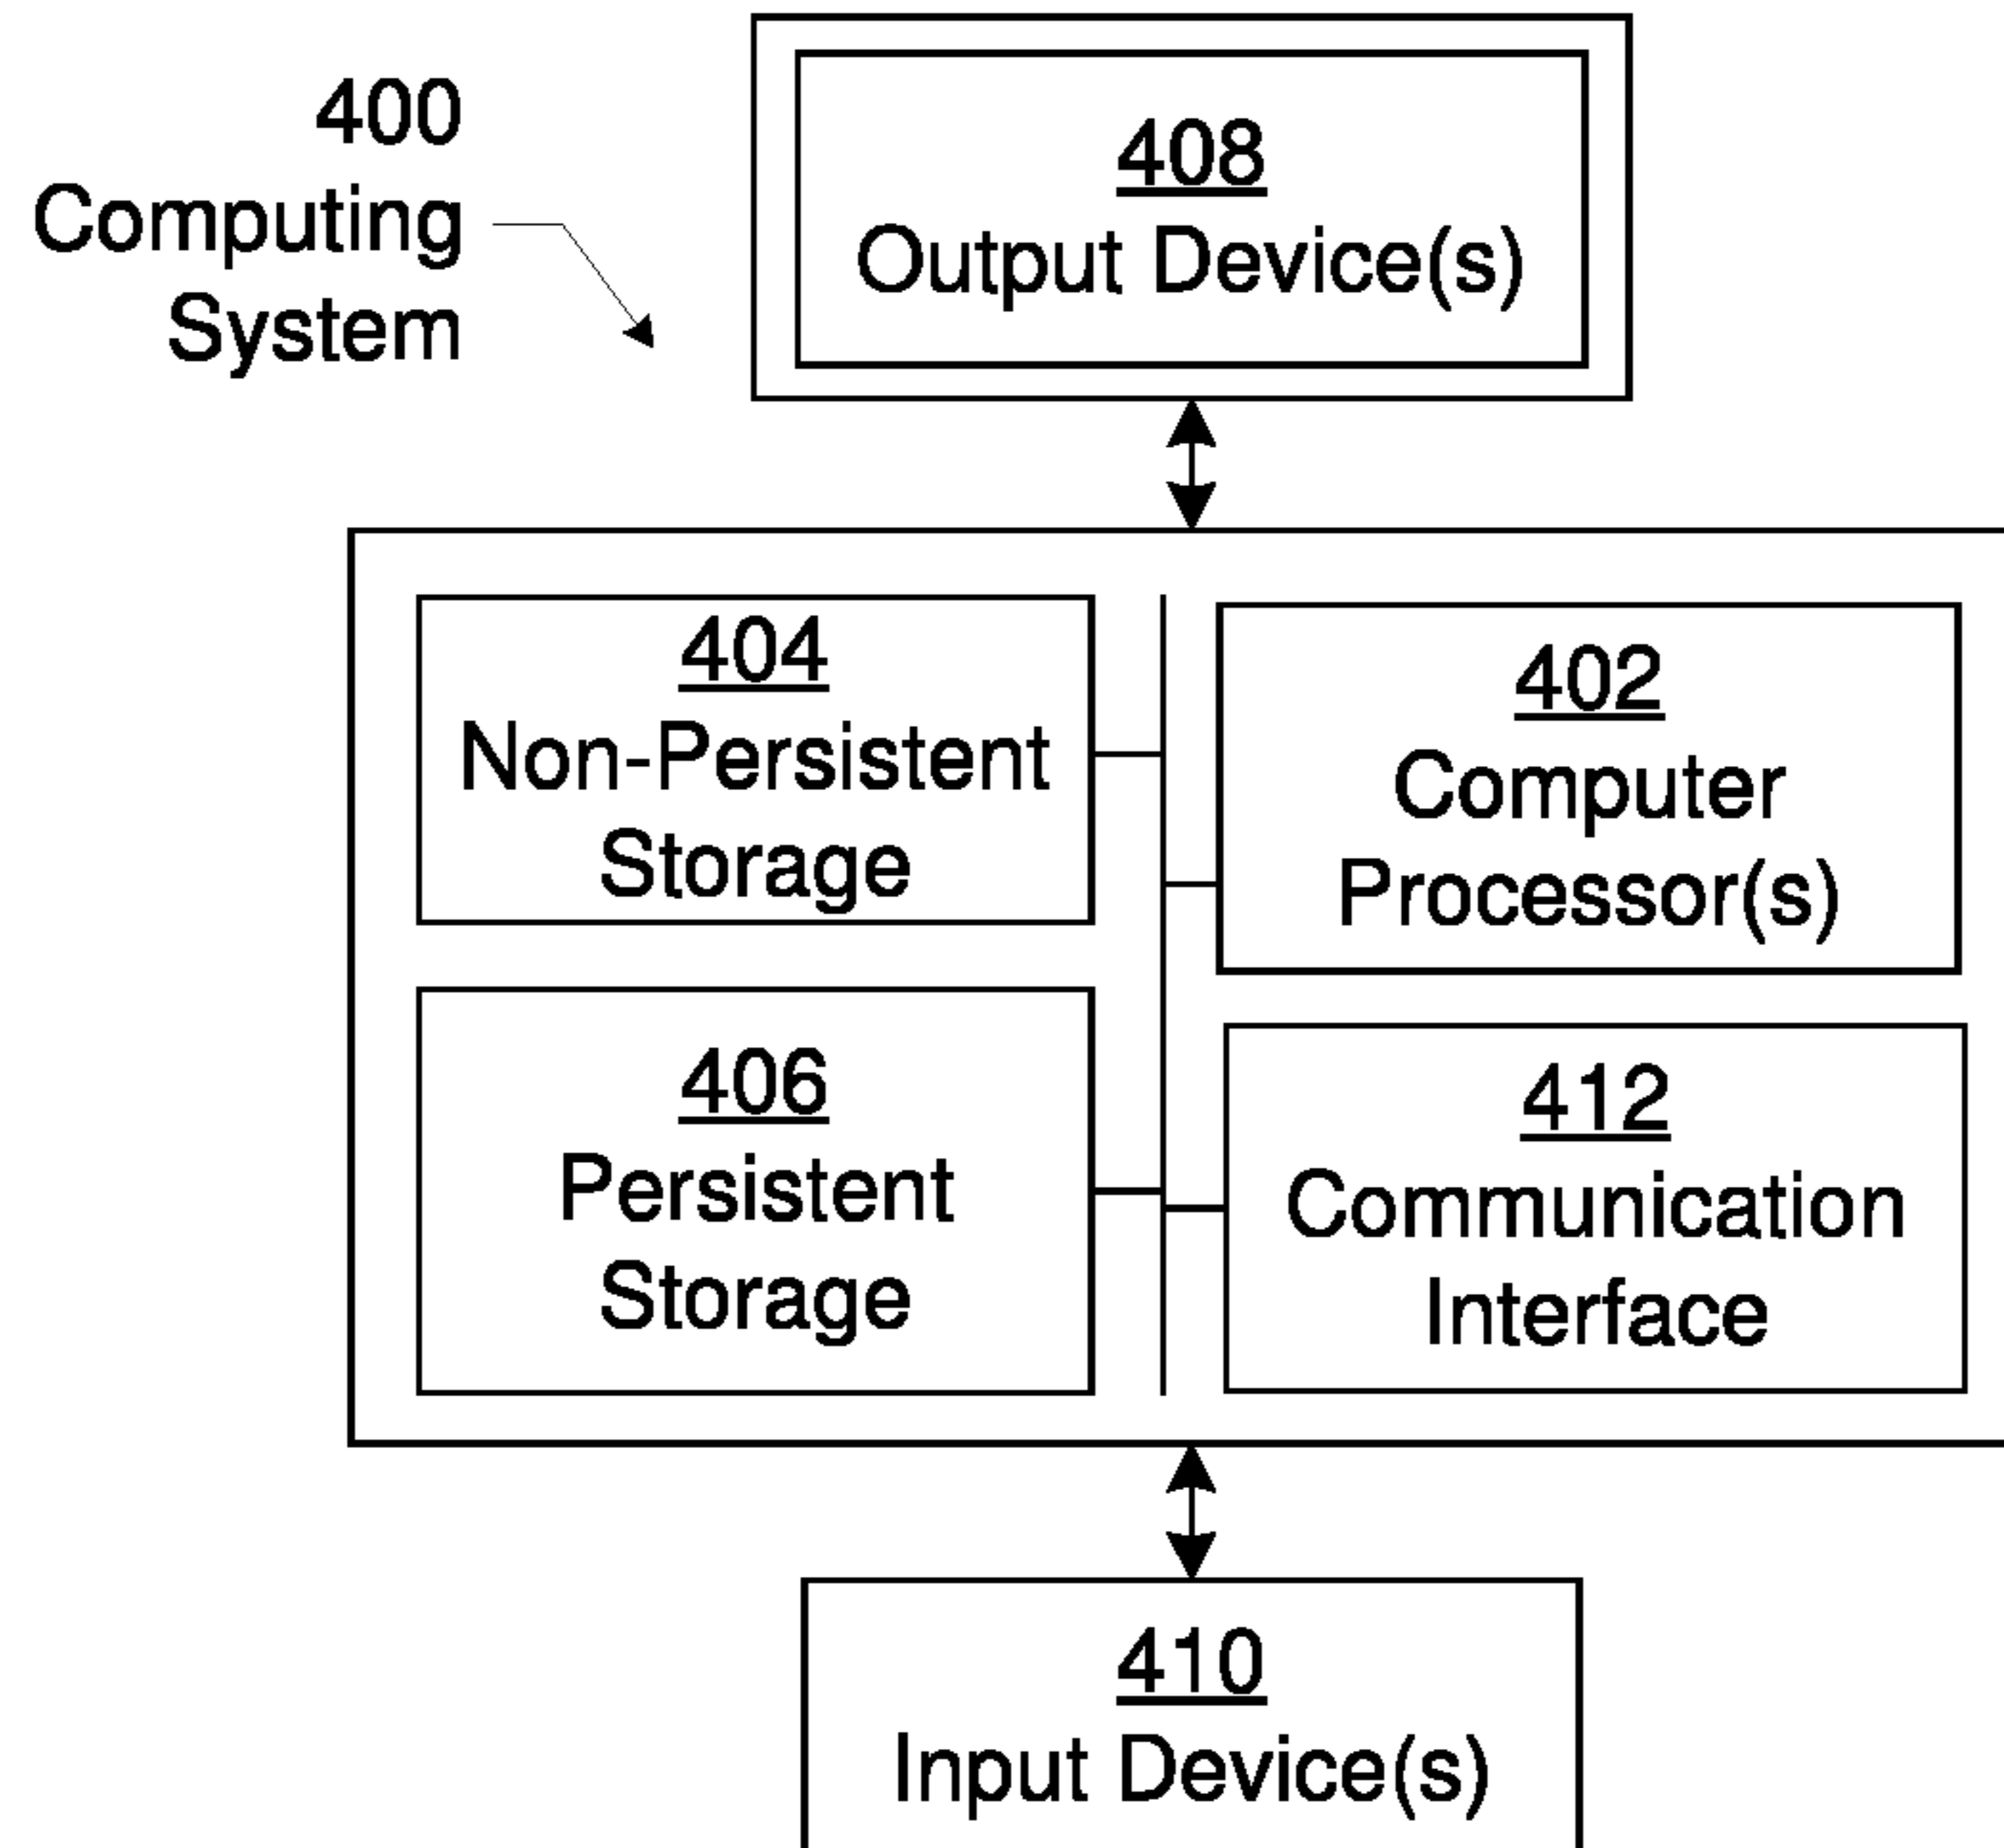 400
Computing
System
408
Output Device(s)
404
Non-Persistent
Storage
402
Computer
Processor(s)
406
Persistent
Storage
412
Communication
Interface
410
Input Device(s)